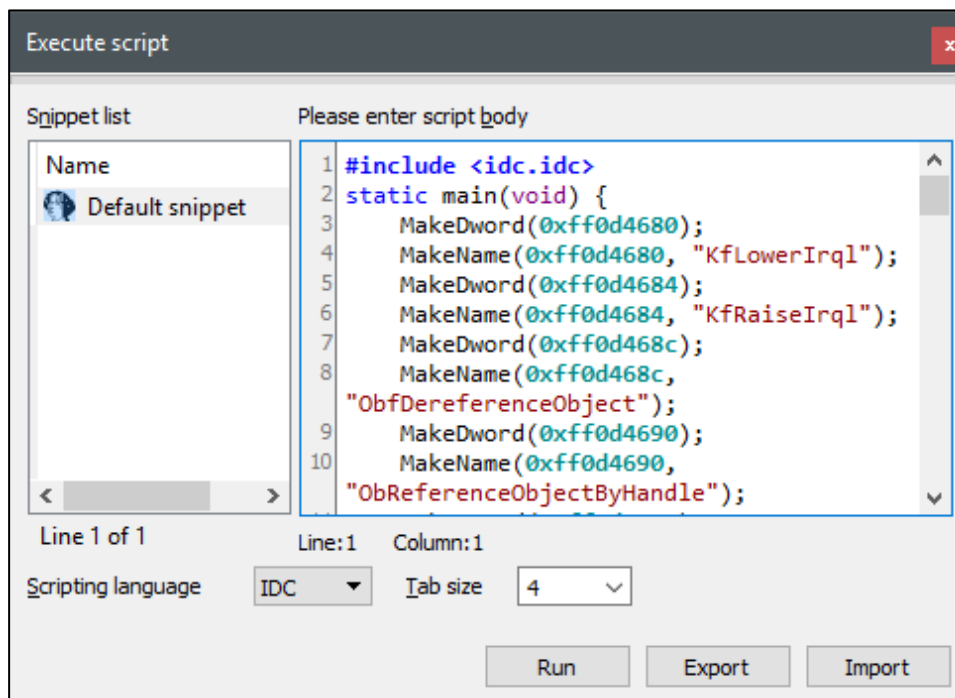 Execute script
x
Snippet list
Please enter script body
Name
Default snippet
1 #include <idc.idc>
2 static main(void) {
3 MakeDword(0xff0d4680);
4 MakeName(0xff0d4680, "KfLowerIrql");
5 MakeDword(0xff0d4684);
6 MakeName(0xff0d4684, "KfRaiseIrql");
7 MakeDword(0xff0d468c);
8 MakeName(0xff0d468c,
"ObfDereferenceObject");
9 MakeDword(0xff0d4690);
10 MakeName(0xff0d4690,
"ObReferenceObjectByHandle");
Line 1 of 1
Line:1 Column:1
Scripting language
IDC
Tab size
4
Run
Export
Import